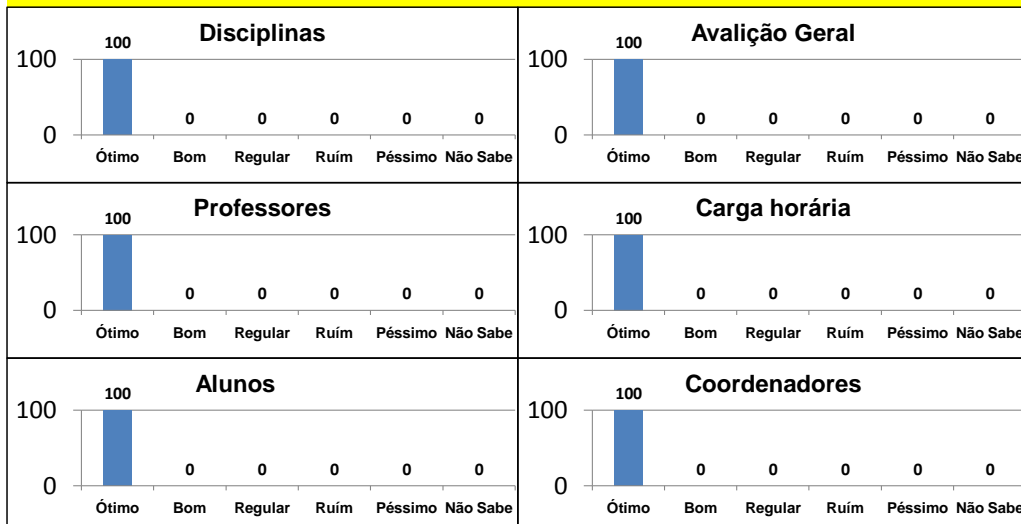 Disciplinas
100
100
0 0 0 0 0
0
Ótimo Bom Regular Ruím Péssimo Não Sabe
Avalição Geral
100
100
0 0 0 0 0
0
Ótimo Bom Regular Ruím Péssimo Não Sabe
Professores
100
100
0 0 0 0 0
0
Ótimo Bom Regular Ruím Péssimo Não Sabe
Carga horária
100
100
0 0 0 0 0
0
Ótimo Bom Regular Ruím Péssimo Não Sabe
Alunos
100
100
0 0 0 0 0
0
Ótimo Bom Regular Ruím Péssimo Não Sabe
Coordenadores
100
100
0 0 0 0 0
0
Ótimo Bom Regular Ruím Péssimo Não Sabe